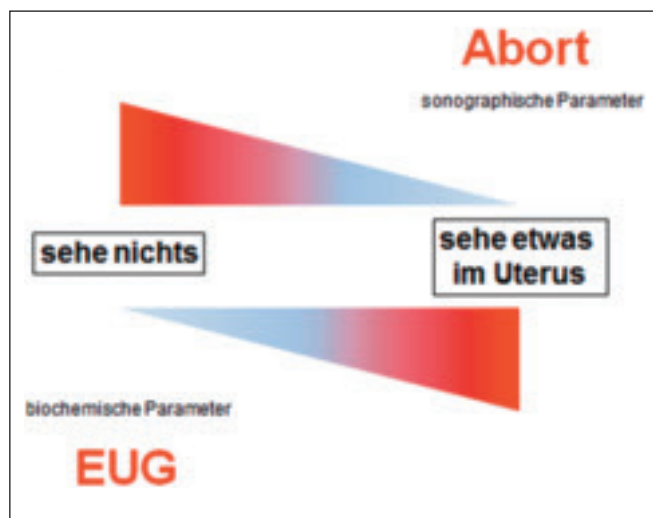 Abort
sonographische Parameter
sehe nichts
sehe etwas
im Uterus
biochemische Parameter
EUG